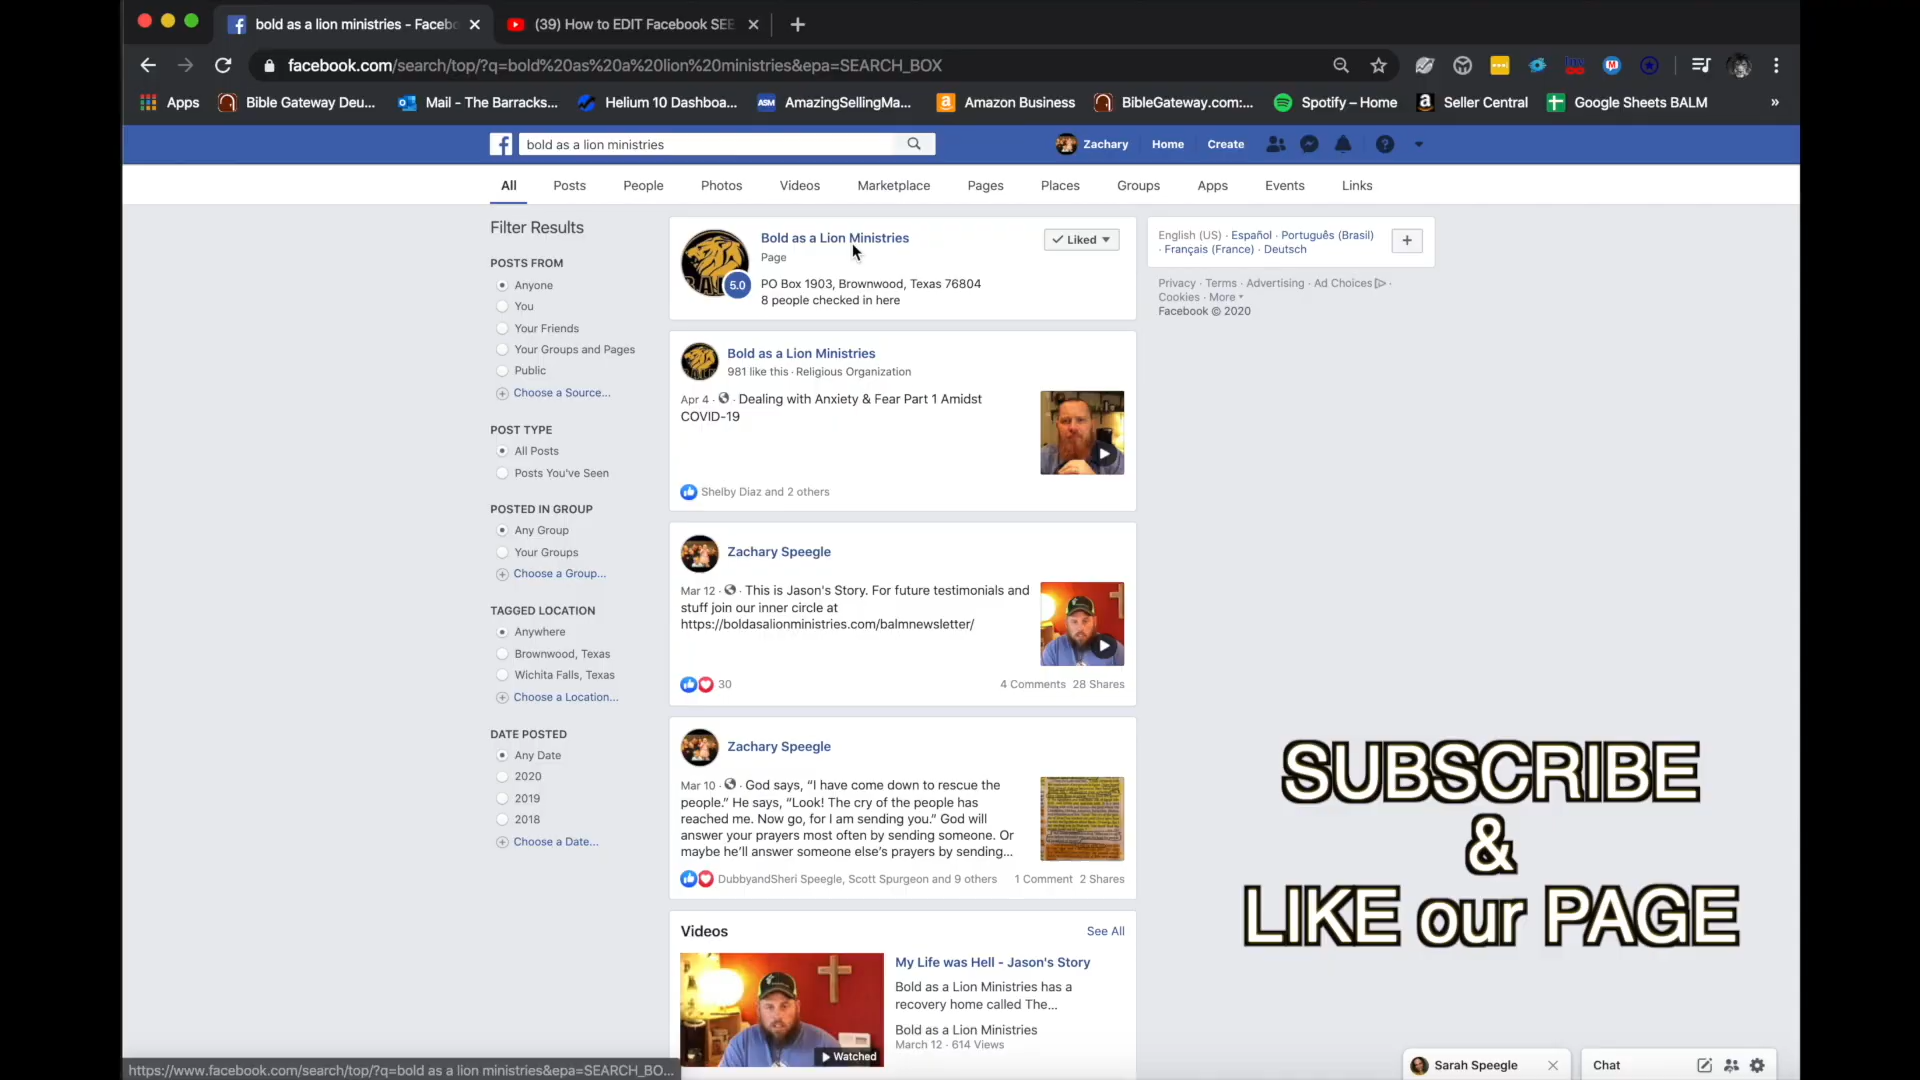 bold as a lion ministries - Facebo
(39) How to EDIT Facebook SEE
facebook.com/search/top/?q=bold%20as%20a%20lion%20ministries&epa=SEARCH_BOX
Apps
Bible Gateway Deu...
Mail - The Barracks...
Helium 10 Dashboa...
ASM
AmazingSellingMa...
Amazon Business
BibleGateway.com:...
Spotify – Home
Seller Central
Google Sheets BALM
»
bold as a lion ministries
Zachary
Home
Create
All
Posts
People
Photos
Videos
Marketplace
Pages
Places
Groups
Apps
Events
Links
Filter Results
POSTS FROM
Anyone
You
Your Friends
Your Groups and Pages
Public
Choose a Source...
POST TYPE
All Posts
Posts You've Seen
POSTED IN GROUP
Any Group
Your Groups
Choose a Group...
TAGGED LOCATION
Anywhere
Brownwood, Texas
Wichita Falls, Texas
Choose a Location...
DATE POSTED
Any Date
2020
2019
2018
Choose a Date...
Bold as a Lion Ministries
Liked
Page
5.0
PO Box 1903, Brownwood, Texas 76804
8 people checked in here
Bold as a Lion Ministries
981 like this · Religious Organization
Apr 4 · Dealing with Anxiety & Fear Part 1 Amidst
COVID-19
Shelby Diaz and 2 others
Zachary Speegle
Mar 12 · This is Jason's Story. For future testimonials and
stuff join our inner circle at
https://boldasalionministries.com/balmnewsletter/
30
4 Comments 28 Shares
Zachary Speegle
Mar 10 · God says, “I have come down to rescue the
people.” He says, “Look! The cry of the people has
reached me. Now go, for I am sending you.” God will
answer your prayers most often by sending someone. Or
maybe he’ll answer someone else’s prayers by sending...
DubbyandSheri Speegle, Scott Spurgeon and 9 others
1 Comment 2 Shares
Videos
See All
My Life was Hell - Jason's Story
Bold as a Lion Ministries has a
recovery home called The...
Bold as a Lion Ministries
March 12 · 614 Views
Watched
English (US) · Español · Português (Brasil)
· Français (France) · Deutsch
Privacy · Terms · Advertising · Ad Choices ·
Cookies · More
Facebook © 2020
SUBSCRIBE
&
LIKE our PAGE
Sarah Speegle
Chat
https://www.facebook.com/search/top/?q=bold as a lion ministries&epa=SEARCH_BO...